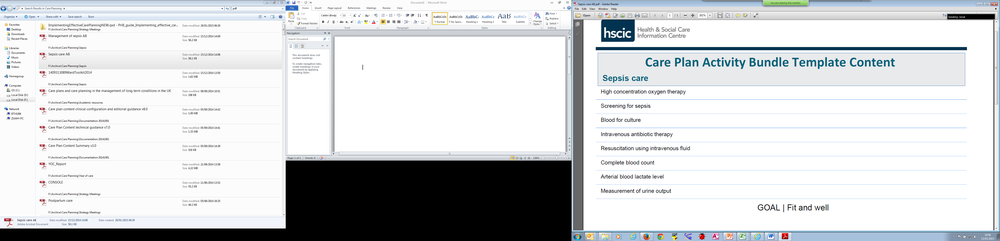 Search Results in Care Planning
pdf
Organize
Open
Share with
Save search
Burn
Favorites
Desktop
Downloads
Recent Places
Libraries
Documents
Music
Pictures
Videos
Homegroup
Computer
OS (C:)
Local Disk (D:)
Local Disk (F:)
Network
BTHUB4
ZAWH-PC
ImplementingEffectiveCarePlanningNEW.qxd - PHB_guide_Implementing_effective_car...
Date modified: 29/01/2015 06:30
F:\Archive\Care Planning\Strategy Meetings
Management of sepsis AB
Date modified: 15/12/2014 14:09
Size: 58.2 KB
F:\Archive\Care Planning\Sepsis
Sepsis care AB
Date modified: 15/12/2014 14:08
Size: 58.1 KB
F:\Archive\Care Planning\Sepsis
1409313089WardToolkit2014
Date modified: 15/12/2014 13:50
Size: 1.62 MB
F:\Archive\Care Planning\Sepsis
Care plans and care planning in the management of long term conditions in the UK
Date modified: 09/09/2014 10:51
Size: 108 KB
F:\Archive\Care Planning\Academic resources
Care plan content clinical configuration and editorial guidance v8.0
Date modified: 05/09/2014 14:42
Size: 1.00 MB
F:\Archive\Care Planning\Documentation 20141001
Care Plan Content technical guidance v7.0
Date modified: 05/09/2014 14:41
Size: 1.33 MB
F:\Archive\Care Planning\Documentation 20141001
Care Plan Content Summary v3.0
Date modified: 05/09/2014 14:39
Size: 516 KB
F:\Archive\Care Planning\Documentation 20141001
YOC_Report
Date modified: 21/08/2014 13:58
Size: 4.22 MB
F:\Archive\Care Planning\Year of care
CONSOLE
Date modified: 11/06/2014 13:52
Size: 55.2 KB
F:\Archive\Care Planning\Strategy Meetings
Postpartum care
Date modified: 05/06/2014 16:35
Size: 49.2 KB
F:\Archive\Care Planning\Strategy Meetings
Sepsis care AB
Date modified: 15/12/2014 14:08
Date created: 29/01/2015 06:30
Adobe Acrobat Document
Size: 58.1 KB
Document1 - Microsoft Word
File
Home
Insert
Page Layout
References
Mailings
Review
View
Paste
Cut
Copy
Format Painter
Clipboard
Calibri (Body)
11
Font
Paragraph
AaBbCcDc
¶ Normal
AaBbCcDc
¶ No Spaci...
AaBbC
Heading 1
AaBbCc
Heading 2
AaB
Title
AaBbCc.
Subtitle
Change Styles
Styles
Find
Replace
Select
Editing
Navigation
Search Document
This document does not
contain headings.
To create navigation tabs,
create headings in your
document by applying
Heading Styles.
Page: 1 of 1
Words: 0
130%
Sepsis care AB.pdf - Adobe Reader
You are sharing this monitor.
File
Edit
View
Window
Help
Open
1
/ 1
202%
To
Speaking: Ismat
hscic
Health & Social Care
Information Centre
Care Plan Activity Bundle Template Content
Sepsis care
High concentration oxygen therapy
Screening for sepsis
Blood for culture
Intravenous antibiotic therapy
Resuscitation using intravenous fluid
Complete blood count
Arterial blood lactate level
Measurement of urine output
GOAL | Fit and well
10:56
13/03/2015